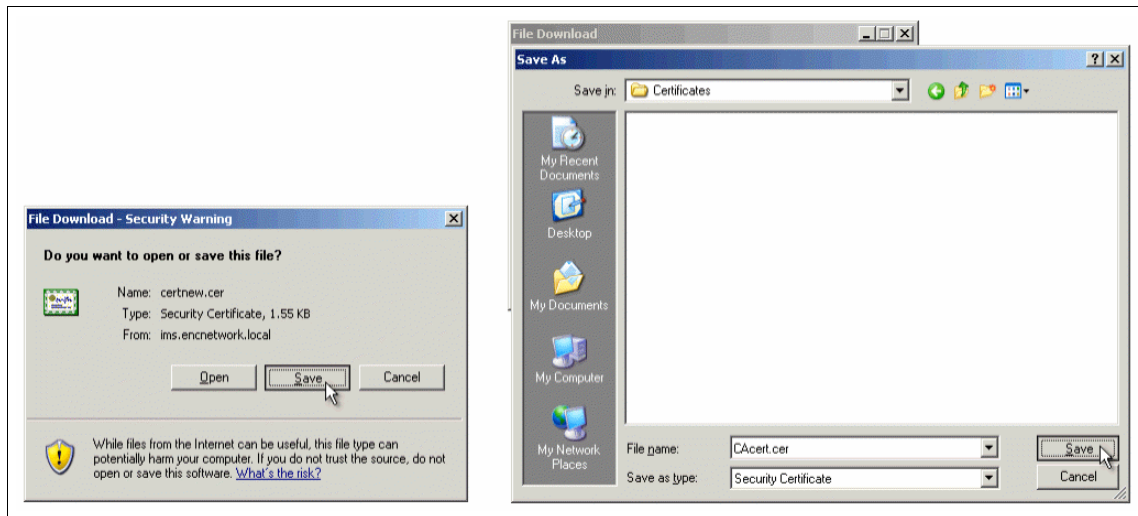 File Download - Security Warning
Do you want to open or save this file?
Name: certnew.cer
Type: Security Certificate, 1.55 KB
From: ims.encnetwork.local
Open Save Cancel
While files from the Internet can be useful, this file type can
potentially harm your computer. If you do not trust the source, do not
open or save this software. What's the risk?
File Download
Save As
Save in: Certificates
My Recent
Documents
Desktop
My Documents
My Computer
My Network
Places
File name: CAcert.cer Save
Save as type: Security Certificate Cancel